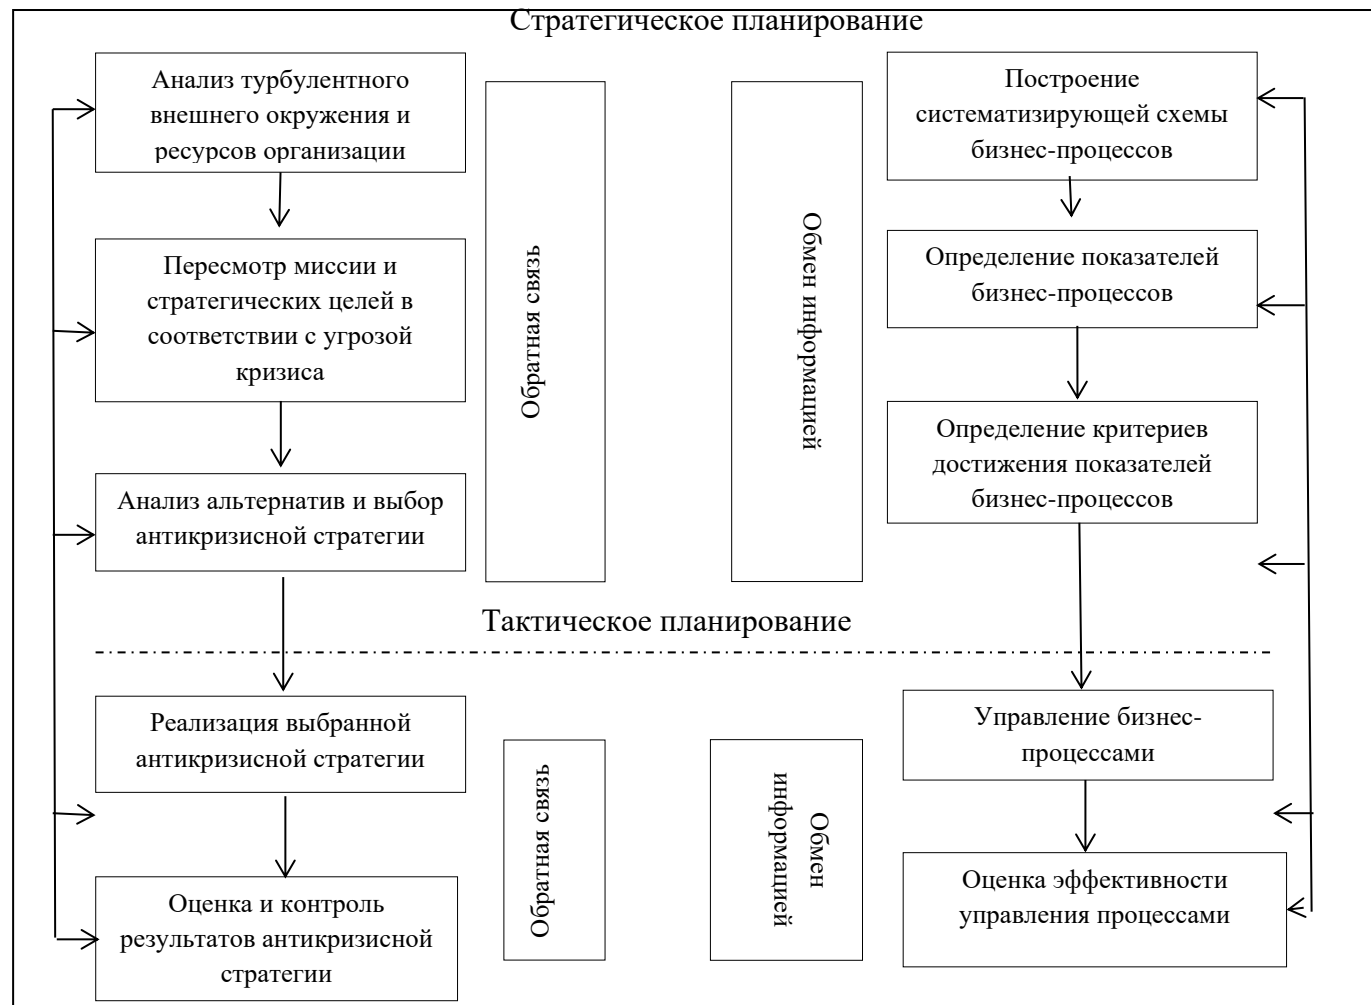 Стратегическое планирование
Анализ турбулентного
внешнего окружения и
ресурсов организации
Пересмотр миссии и
стратегических целей в
соответствии с угрозой
кризиса
Анализ альтернатив и выбор
антикризисной стратегии
Обратная связь
Обмен информацией
Построение
систематизирующей схемы
бизнес-процессов
Определение показателей
бизнес-процессов
Определение критериев
достижения показателей
бизнес-процессов
Тактическое планирование
Реализация выбранной
антикризисной стратегии
Оценка и контроль
результатов антикризисной
стратегии
Обратная связь
Обмен
информацией
Управление бизнес-
процессами
Оценка эффективности
управления процессами